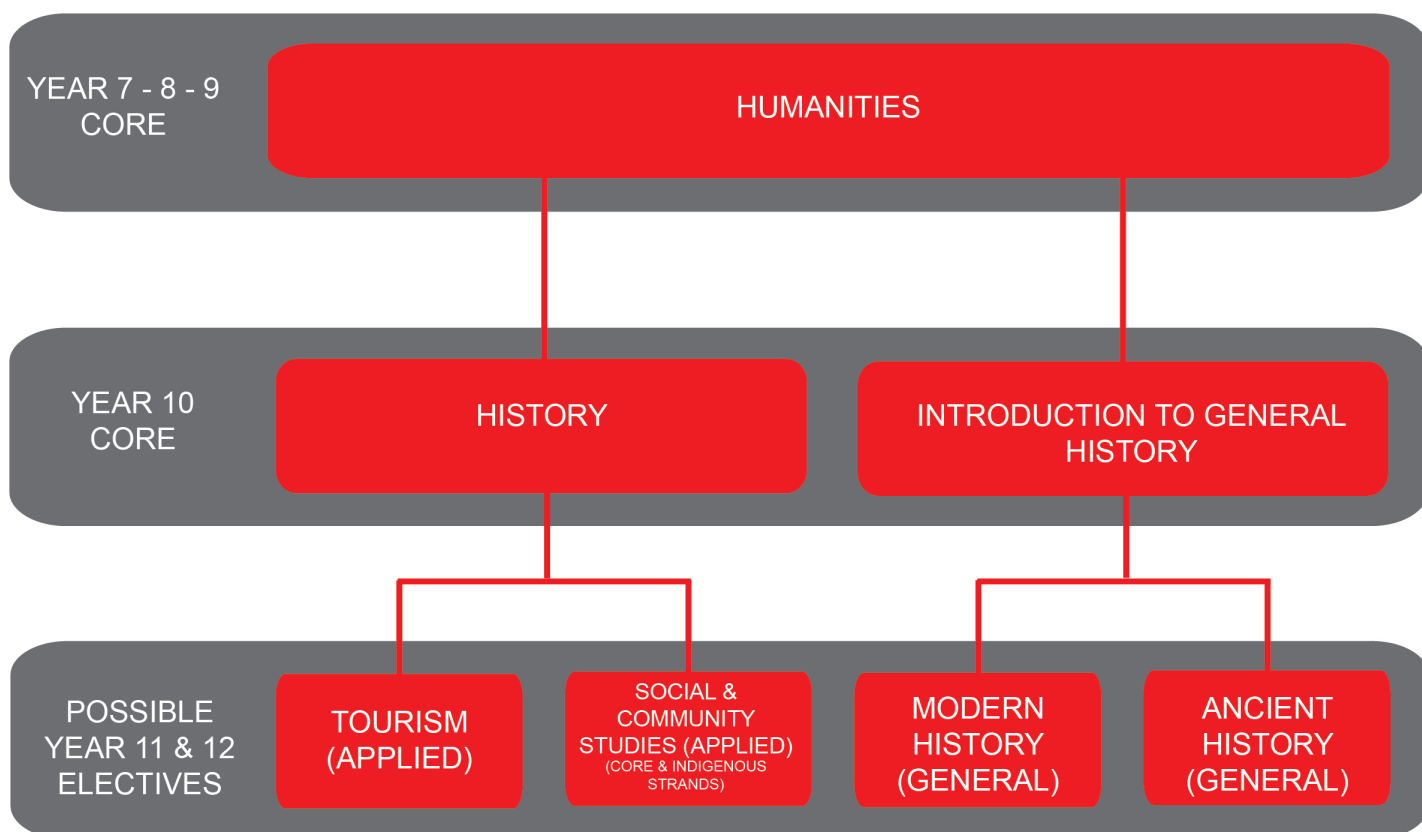 YEAR 7 - 8 - 9
CORE
HUMANITIES
YEAR 10
CORE
HISTORY
INTRODUCTION TO GENERAL
HISTORY
POSSIBLE
YEAR 11 & 12
ELECTIVES
TOURISM
(APPLIED)
SOCIAL &
COMMUNITY
STUDIES (APPLIED)
(CORE & INDIGENOUS
STRANDS)
MODERN
HISTORY
(GENERAL)
ANCIENT
HISTORY
(GENERAL)